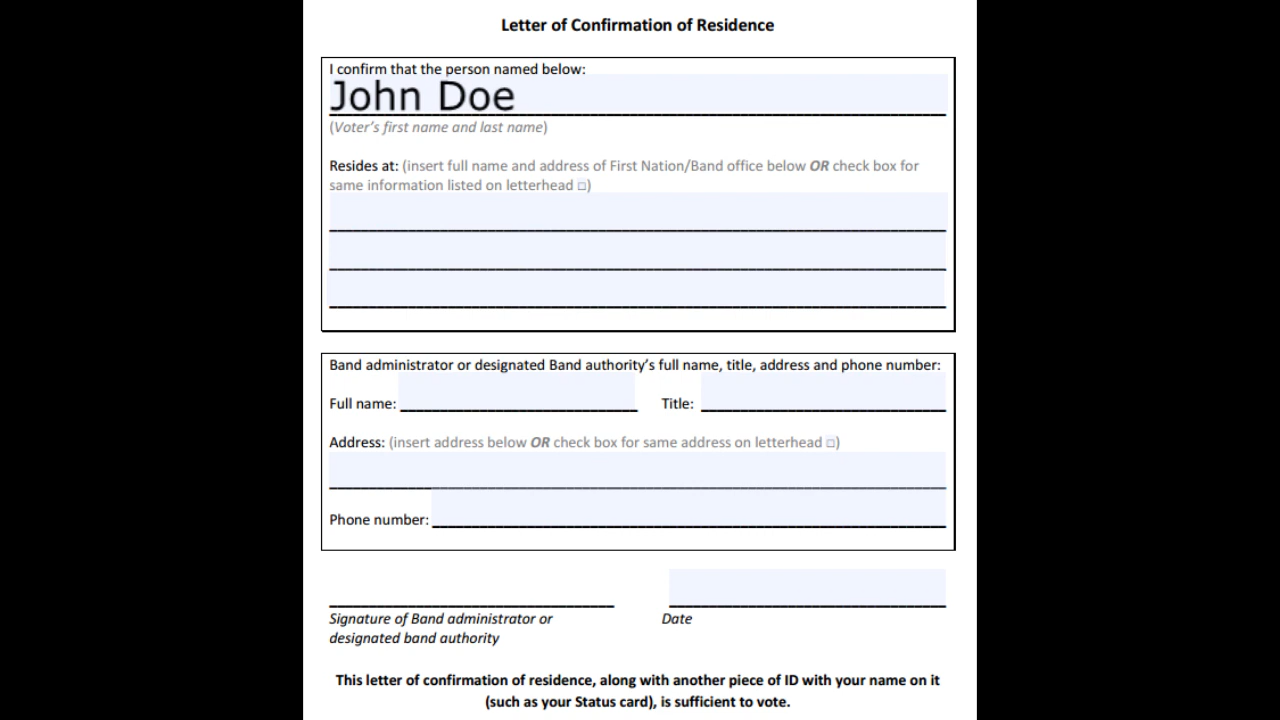 Letter of Confirmation of Residence
I confirm that the person named below:
John Doe
(Voter's first name and last name)
Resides at: (insert full name and address of First Nation/Band office below OR check box for
same information listed on letterhead □)
Band administrator or designated Band authority's full name, title, address and phone number:
Full name: Title:
Address: (insert address below OR check box for same address on letterhead □)
Phone number:
Signature of Band administrator or
designated band authority
Date
This letter of confirmation of residence, along with another piece of ID with your name on it
(such as your Status card), is sufficient to vote.